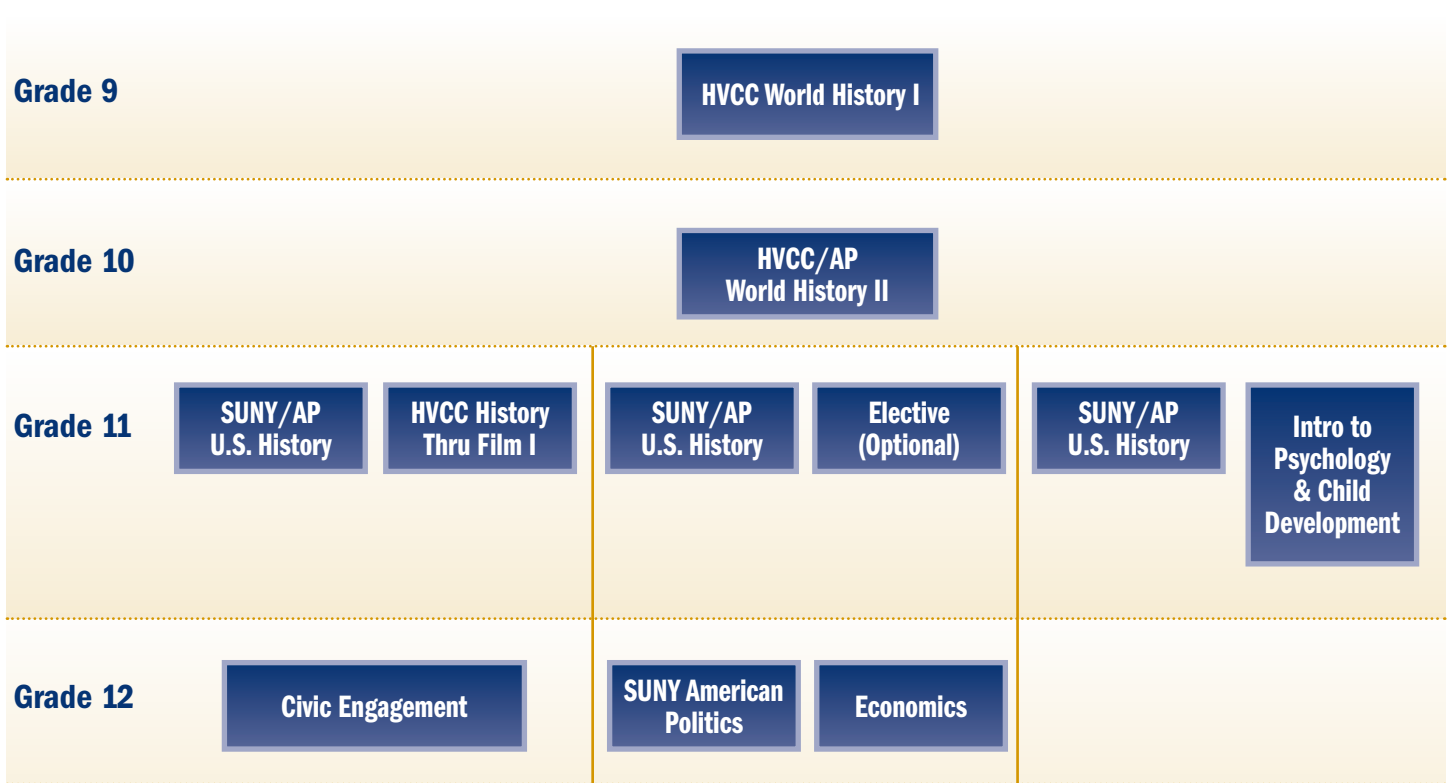 Grade 9
HVCC World History I
Grade 10
HVCC/AP
World History II
Grade 11
SUNY/AP
U.S. History
HVCC History
Thru Film I
SUNY/AP
U.S. History
Elective
(Optional)
SUNY/AP
U.S. History
Intro to
Psychology
& Child
Development
Grade 12
Civic Engagement
SUNY American
Politics
Economics